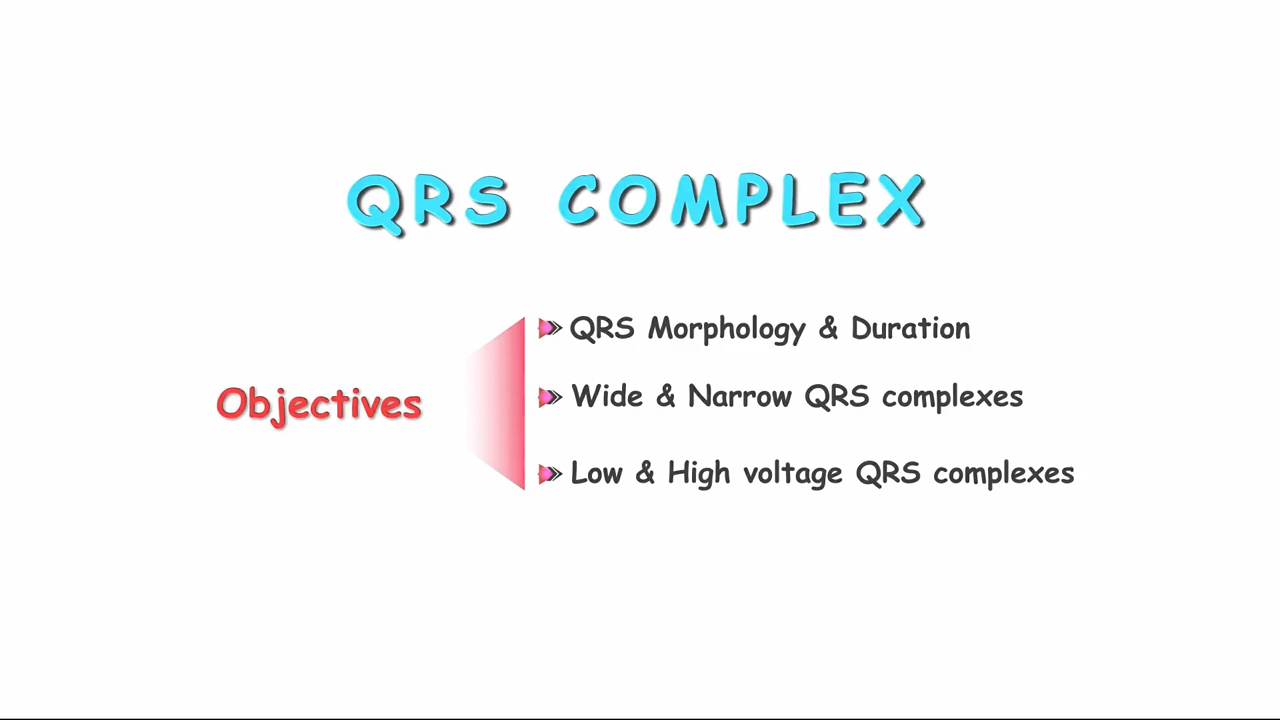 QRS COMPLEX
Objectives
QRS Morphology & Duration
Wide & Narrow QRS complexes
Low & High voltage QRS complexes